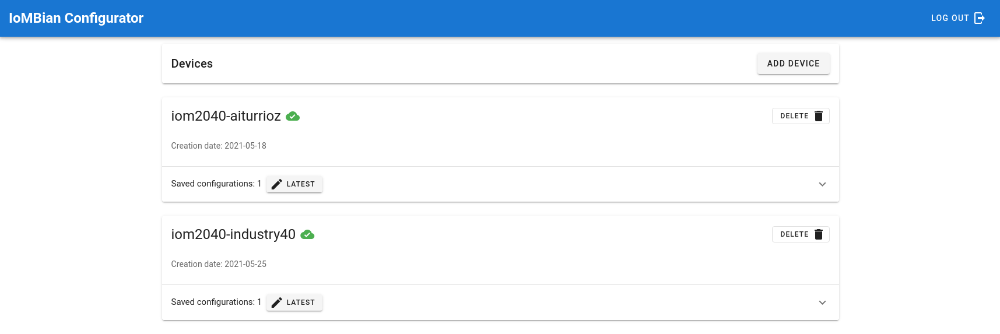 IoMBian Configurator
LOG OUT
Devices
ADD DEVICE
iom2040-aiturrioz
DELETE
Creation date: 2021-05-18
Saved configurations: 1 LATEST
iom2040-industry40
DELETE
Creation date: 2021-05-25
Saved configurations: 1 LATEST